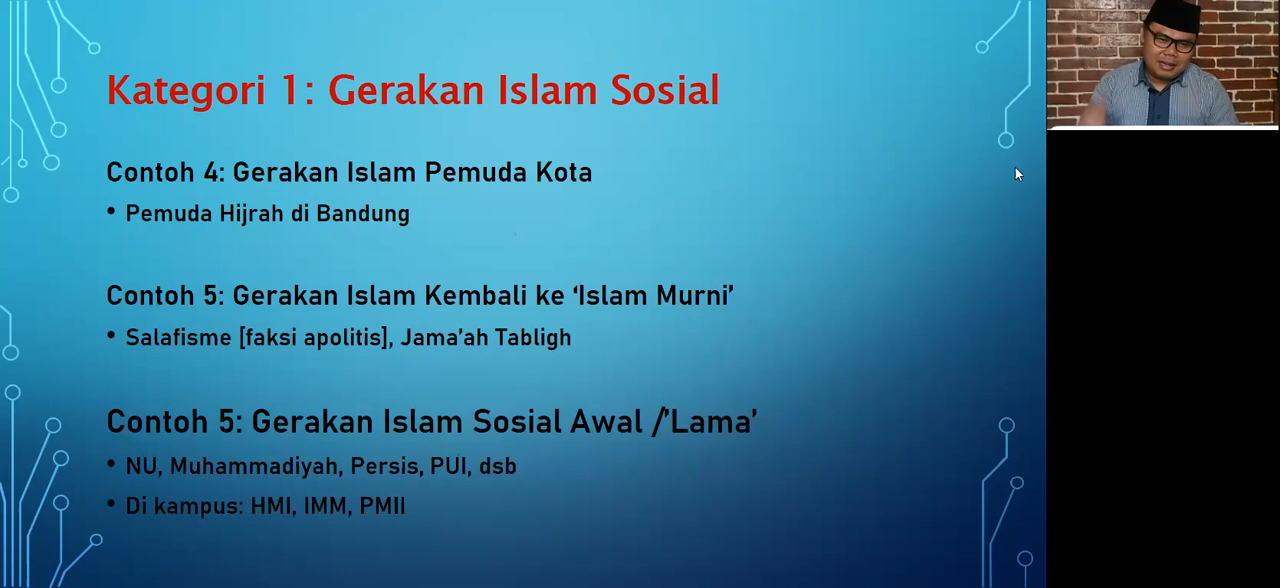 Kategori 1: Gerakan Islam Sosial
Contoh 4: Gerakan Islam Pemuda Kota
• Pemuda Hijrah di Bandung
Contoh 5: Gerakan Islam Kembali ke ‘Islam Murni’
• Salafisme [faksi apolitis], Jama’ah Tabligh
Contoh 5: Gerakan Islam Sosial Awal /’Lama’
• NU, Muhammadiyah, Persis, PUI, dsb
• Di kampus: HMI, IMM, PMII